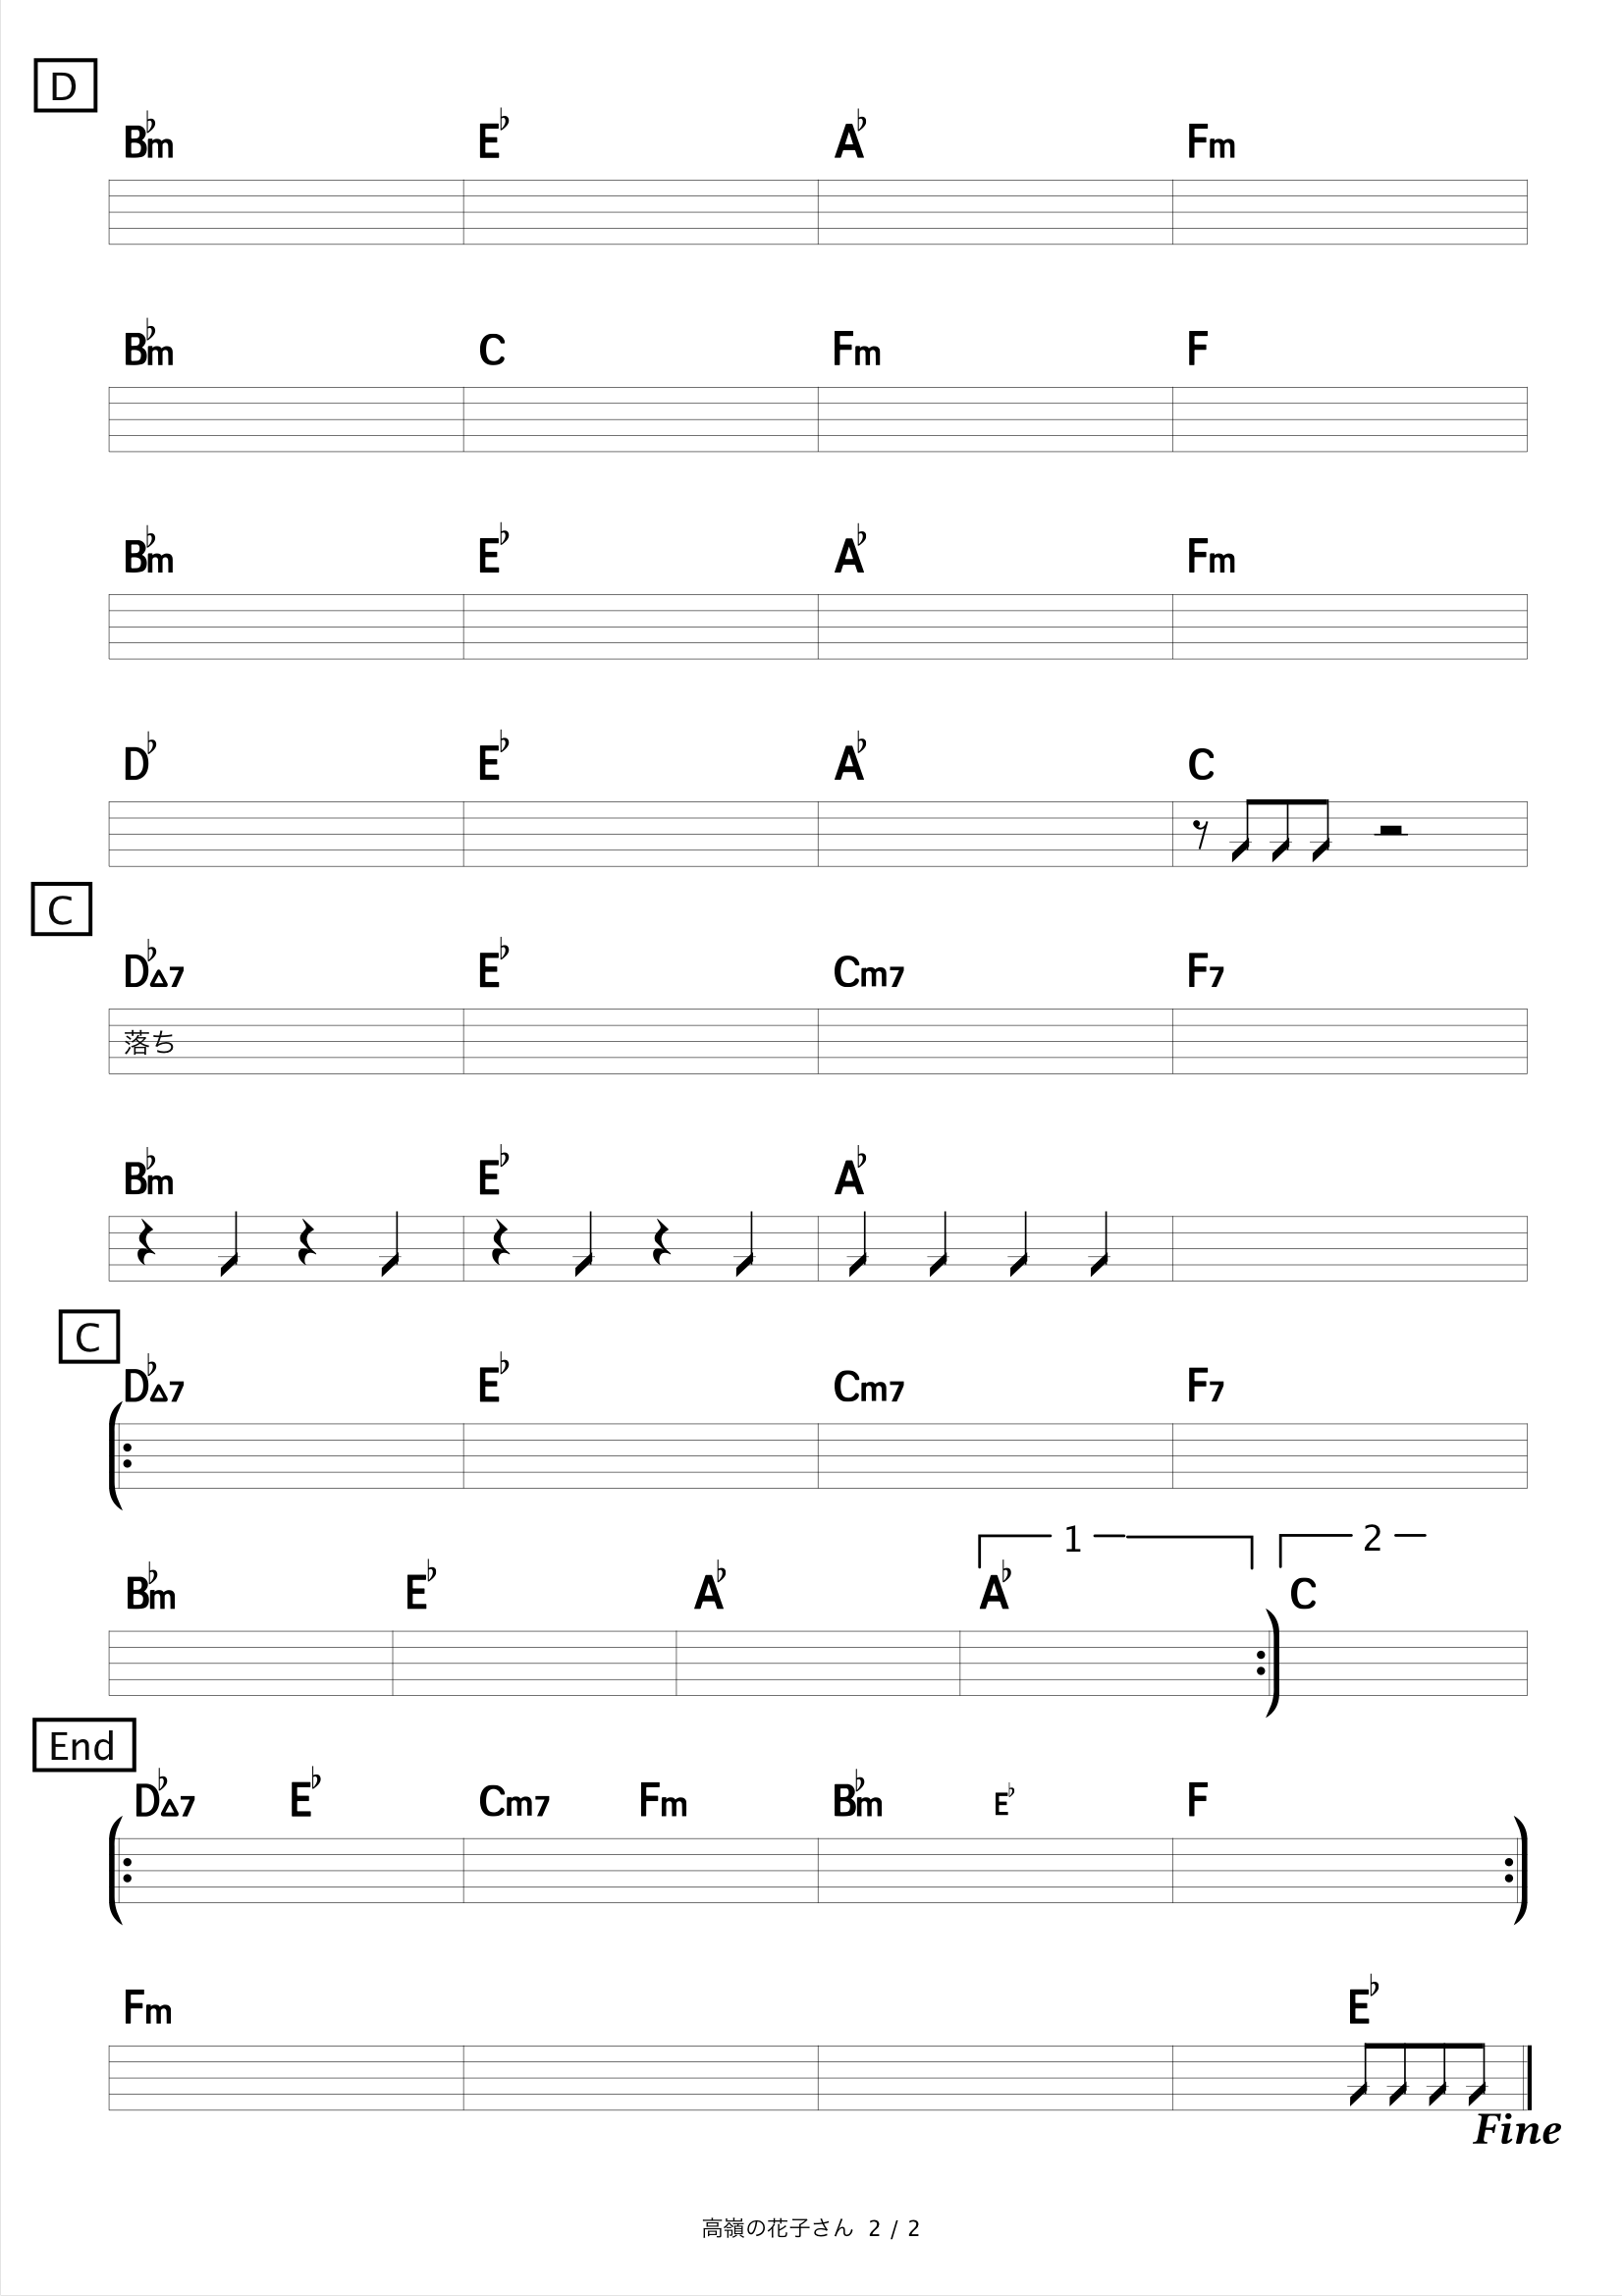 D
B♭m E♭ A♭ Fm
B♭m C Fm F
B♭m E♭ A♭ Fm
D♭ E♭ A♭ C
C
D♭△7 E♭ Cm7 F7
落ち
B♭m E♭ A♭
C
D♭△7 E♭ Cm7 F7
1 2
B♭m E♭ A♭ A♭ C
End
D♭△7 E♭ Cm7 Fm B♭m E♭ F
Fm E♭
Fine
高嶺の花子さん 2 / 2